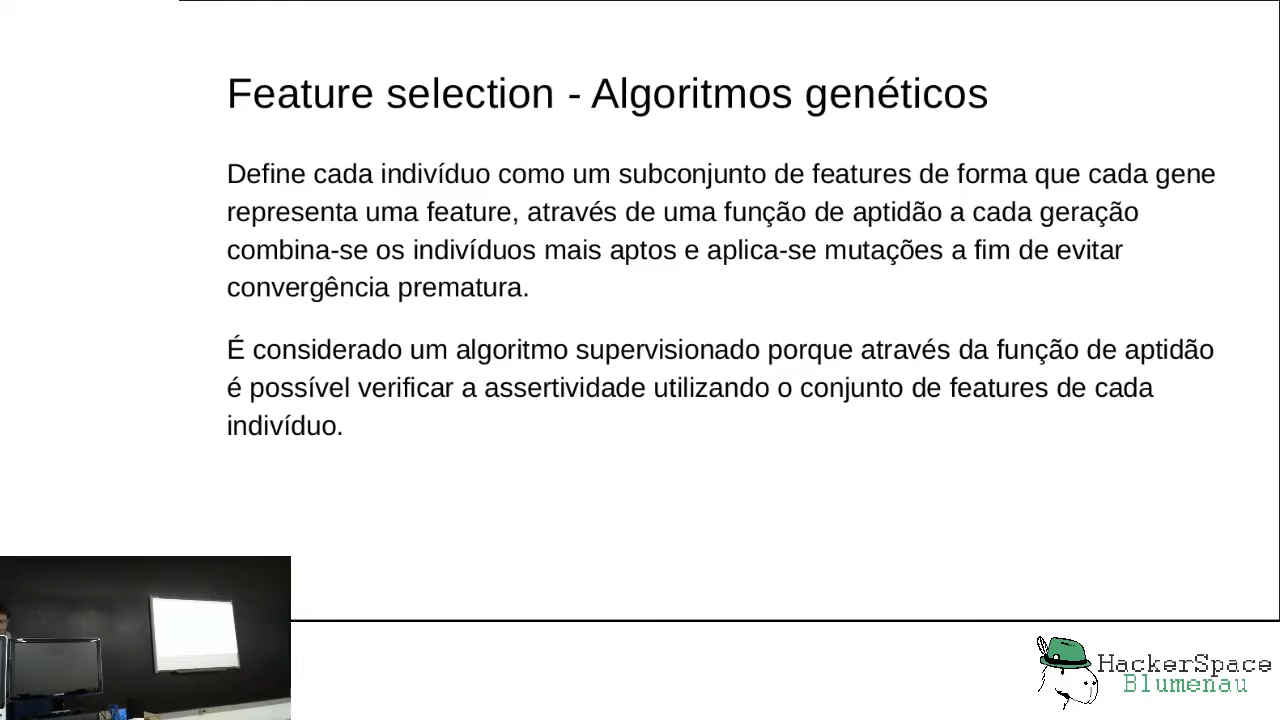 Feature selection - Algoritmos genéticos
Define cada indivíduo como um subconjunto de features de forma que cada gene
representa uma feature, através de uma função de aptidão a cada geração
combina-se os indivíduos mais aptos e aplica-se mutações a fim de evitar
convergência prematura.
É considerado um algoritmo supervisionado porque através da função de aptidão
é possível verificar a assertividade utilizando o conjunto de features de cada
indivíduo.
HackerSpace
Blumenau